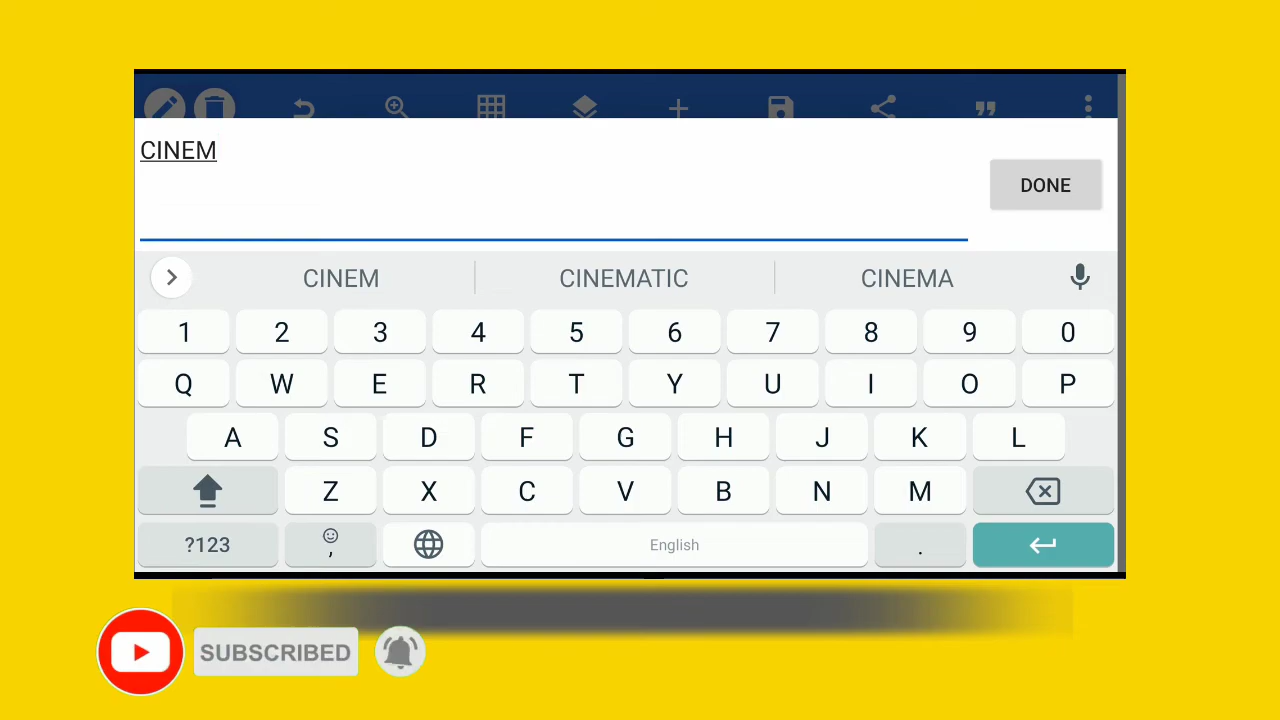 CINEM
DONE
CINEM CINEMATIC CINEMA
1 2 3 4 5 6 7 8 9 0
Q W E R T Y U I O P
A S D F G H J K L
Z X C V B N M
?123 , English .
SUBSCRIBED